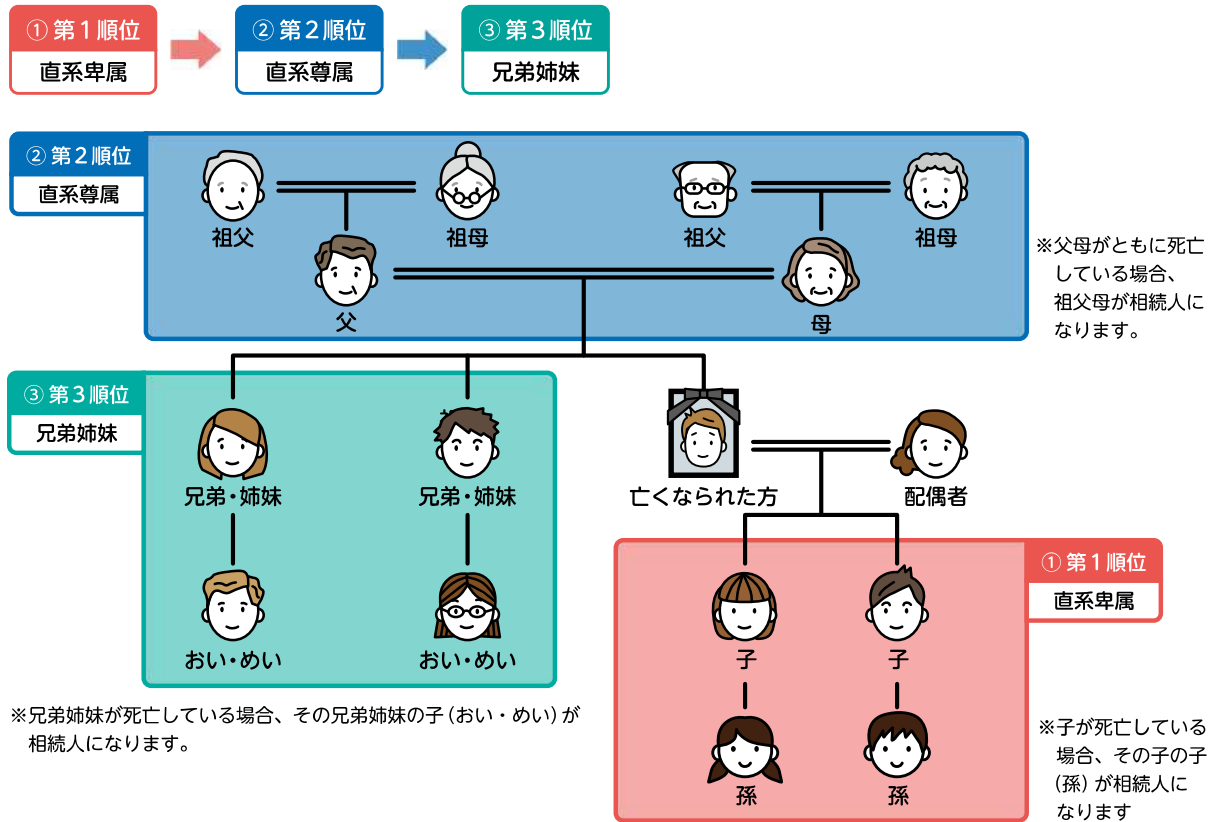 ① 第1順位
直系卑属
② 第2順位
直系尊属
③ 第3順位
兄弟姉妹
② 第2順位
直系尊属
祖父
祖母
祖父
祖母
父
母
※父母がともに死亡
している場合、
祖父母が相続人に
なります。
③ 第3順位
兄弟姉妹
兄弟・姉妹
兄弟・姉妹
亡くなられた方
配偶者
おい・めい
おい・めい
① 第1順位
直系卑属
子
子
孫
孫
※兄弟姉妹が死亡している場合、その兄弟姉妹の子(おい・めい)が
相続人になります。
※子が死亡している
場合、その子の子
(孫)が相続人に
なります